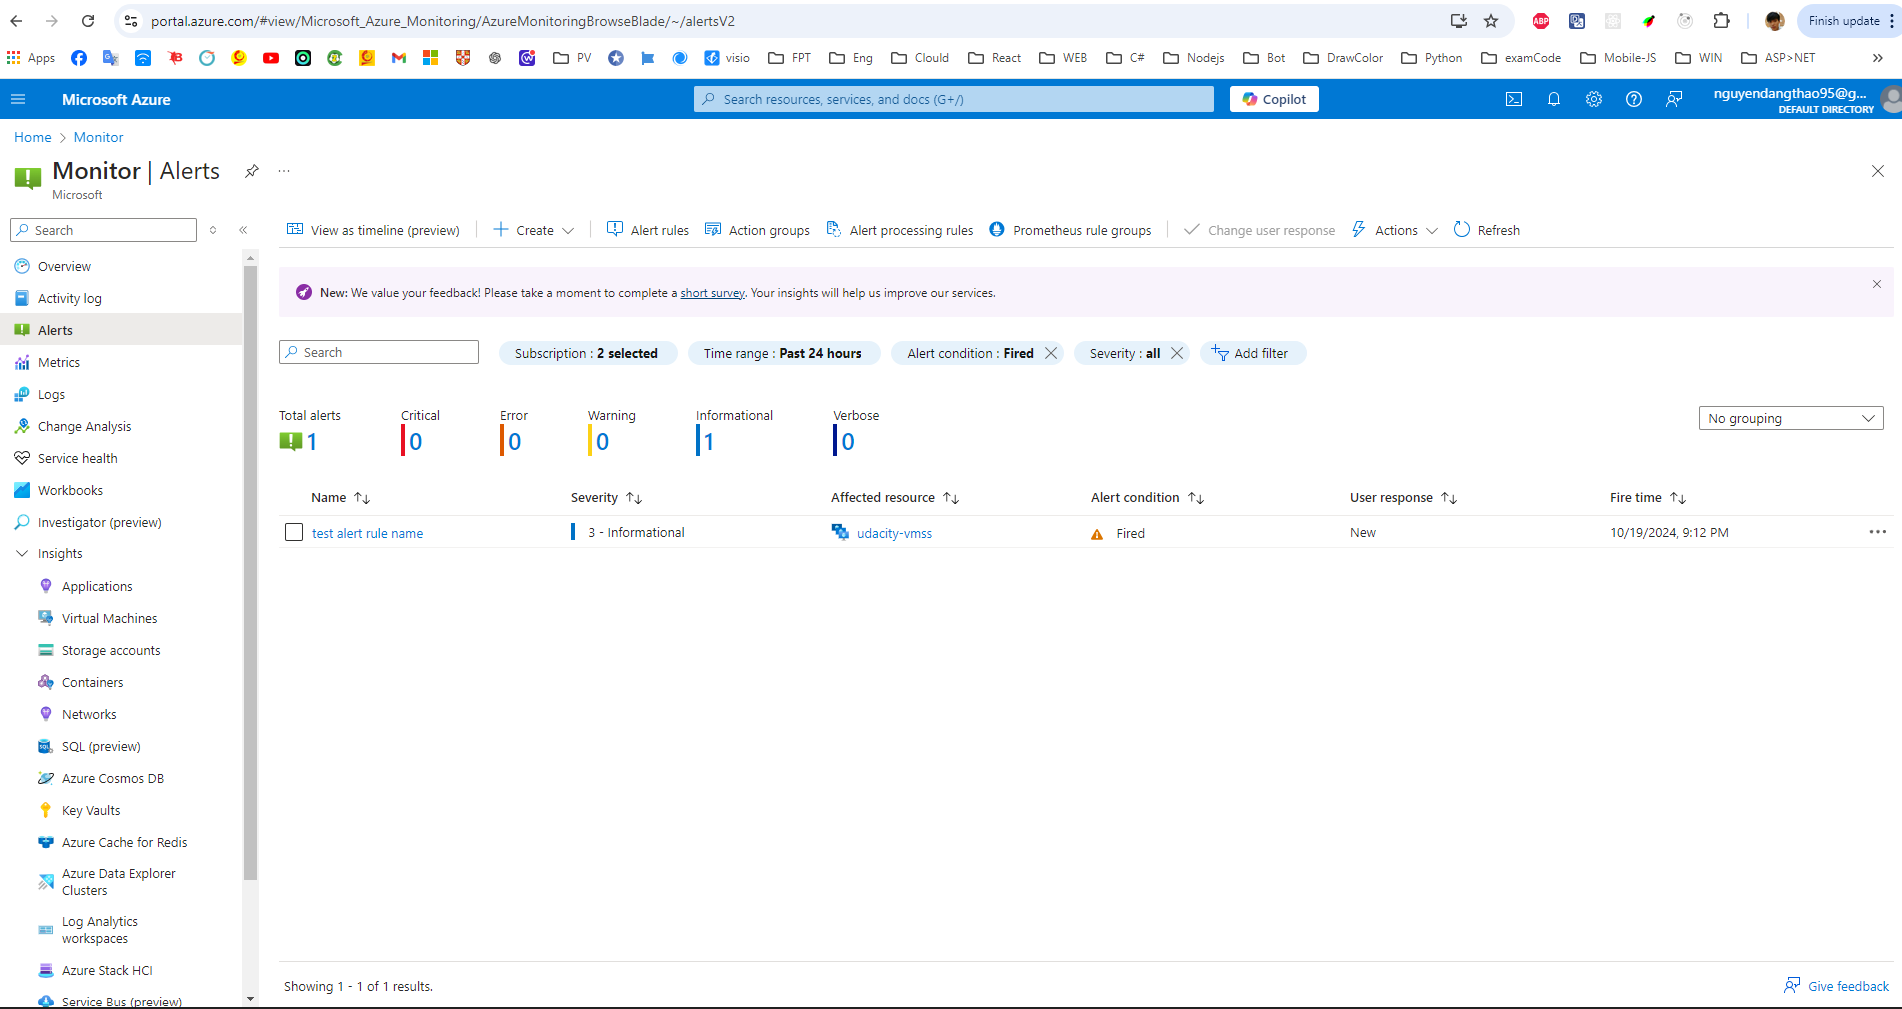 portal.azure.com/#view/Microsoft_Azure_Monitoring/AzureMonitoringBrowseBlade/~/alertsV2
ABP
Finish update
Apps
PV
visio
FPT
Eng
Clould
React
WEB
C#
Nodejs
Bot
DrawColor
Python
examCode
Mobile-JS
WIN
ASP>NET
Microsoft Azure
Search resources, services, and docs (G+/)
Copilot
nguyendangthao95@g...
DEFAULT DIRECTORY
Home > Monitor
Monitor | Alerts
...
Microsoft
Search
View as timeline (preview)
Create
Alert rules
Action groups
Alert processing rules
Prometheus rule groups
Change user response
Actions
Refresh
Overview
Activity log
Alerts
Metrics
Logs
Change Analysis
Service health
Workbooks
Investigator (preview)
Insights
Applications
Virtual Machines
Storage accounts
Containers
Networks
SQL (preview)
Azure Cosmos DB
Key Vaults
Azure Cache for Redis
Azure Data Explorer
Clusters
Log Analytics
workspaces
Azure Stack HCI
Service Bus (preview)
New: We value your feedback! Please take a moment to complete a short survey. Your insights will help us improve our services.
Search
Subscription : 2 selected
Time range : Past 24 hours
Alert condition : Fired
Severity : all
Add filter
Total alerts
1
Critical
0
Error
0
Warning
0
Informational
1
Verbose
0
No grouping
Name
Severity
Affected resource
Alert condition
User response
Fire time
test alert rule name
3 - Informational
udacity-vmss
Fired
New
10/19/2024, 9:12 PM
...
Showing 1 - 1 of 1 results.
Give feedback